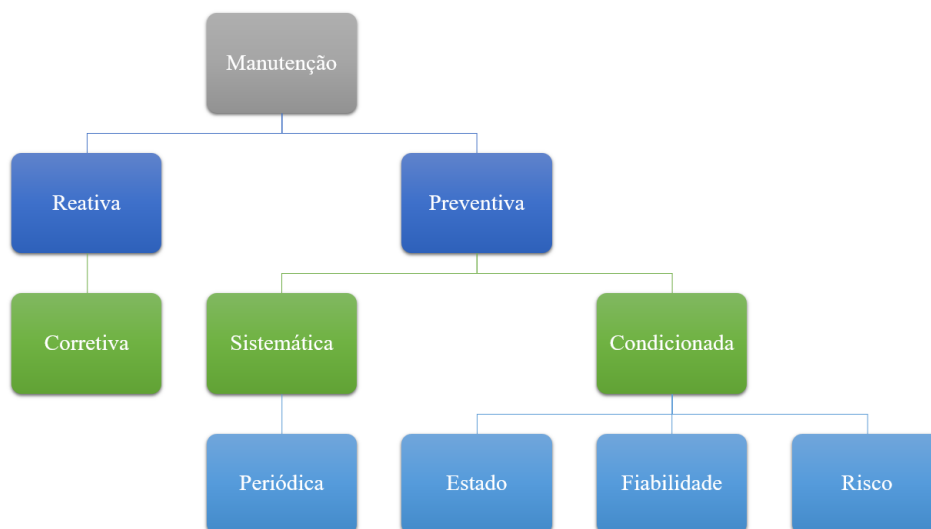 Manutenção
Reativa
Preventiva
Corretiva
Sistemática
Condicionada
Periódica
Estado
Fiabilidade
Risco